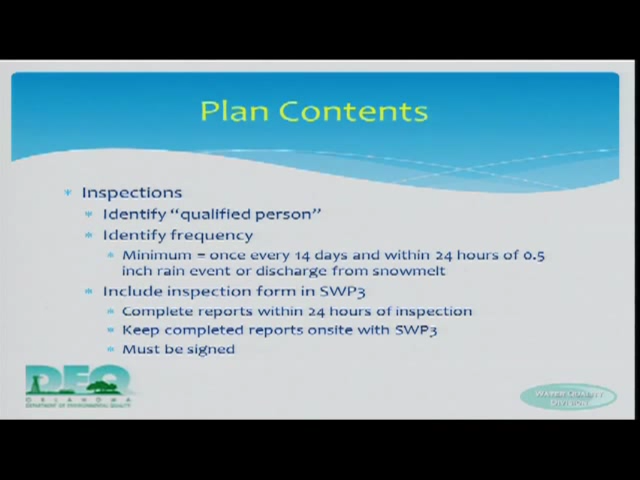 Plan Contents
Inspections
Identify “qualified person”
Identify frequency
Minimum = once every 14 days and within 24 hours of 0.5
inch rain event or discharge from snowmelt
Include inspection form in SWP3
Complete reports within 24 hours of inspection
Keep completed reports onsite with SWP3
Must be signed
DEQ
OKLAHOMA
DEPARTMENT OF ENVIRONMENTAL QUALITY
WATER QUALITY
DIVISION